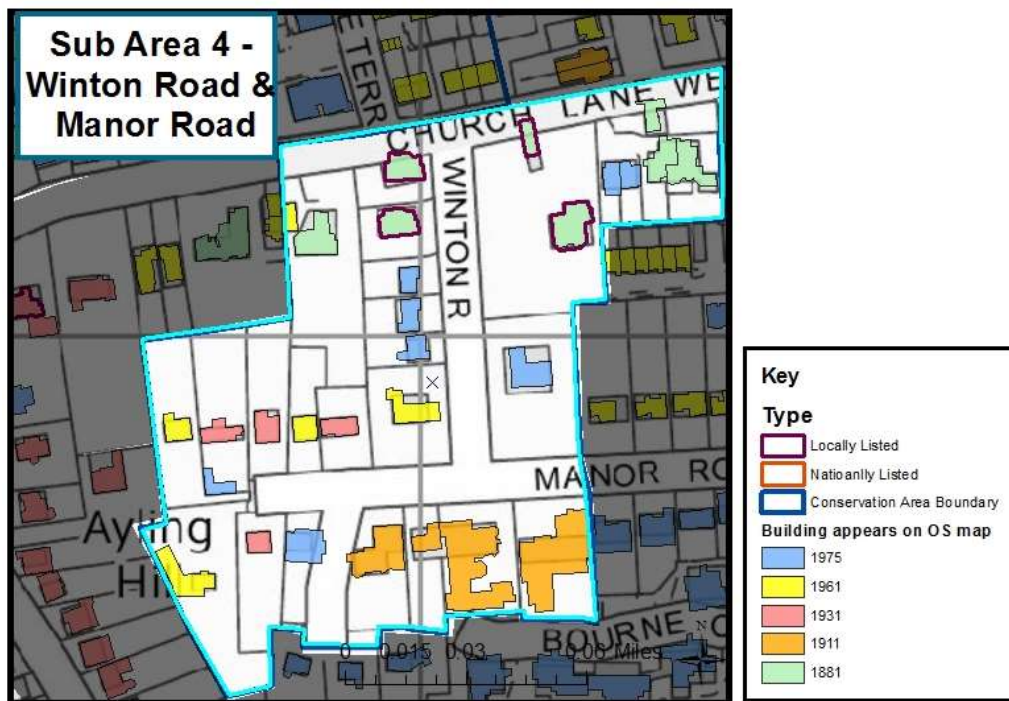 Sub Area 4 -
Winton Road &
Manor Road
E TERR
CHURCH LANE WE
WINTON R
MANOR RO
Ayling
Hill
BOURNE C
N
0 0.015 0.03 0.06 Miles
Key
Type
Locally Listed
Natioanlly Listed
Conservation Area Boundary
Building appears on OS map
1975
1961
1931
1911
1881